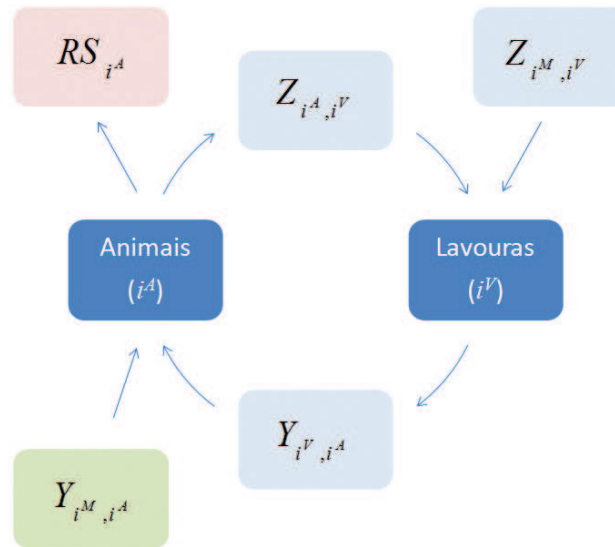 RS_{i^A}
Z_{i^A, i^V}
Z_{i^M, i^V}
Animais
(i^A)
Lavouras
(i^V)
Y_{i^V, i^A}
Y_{i^M, i^A}